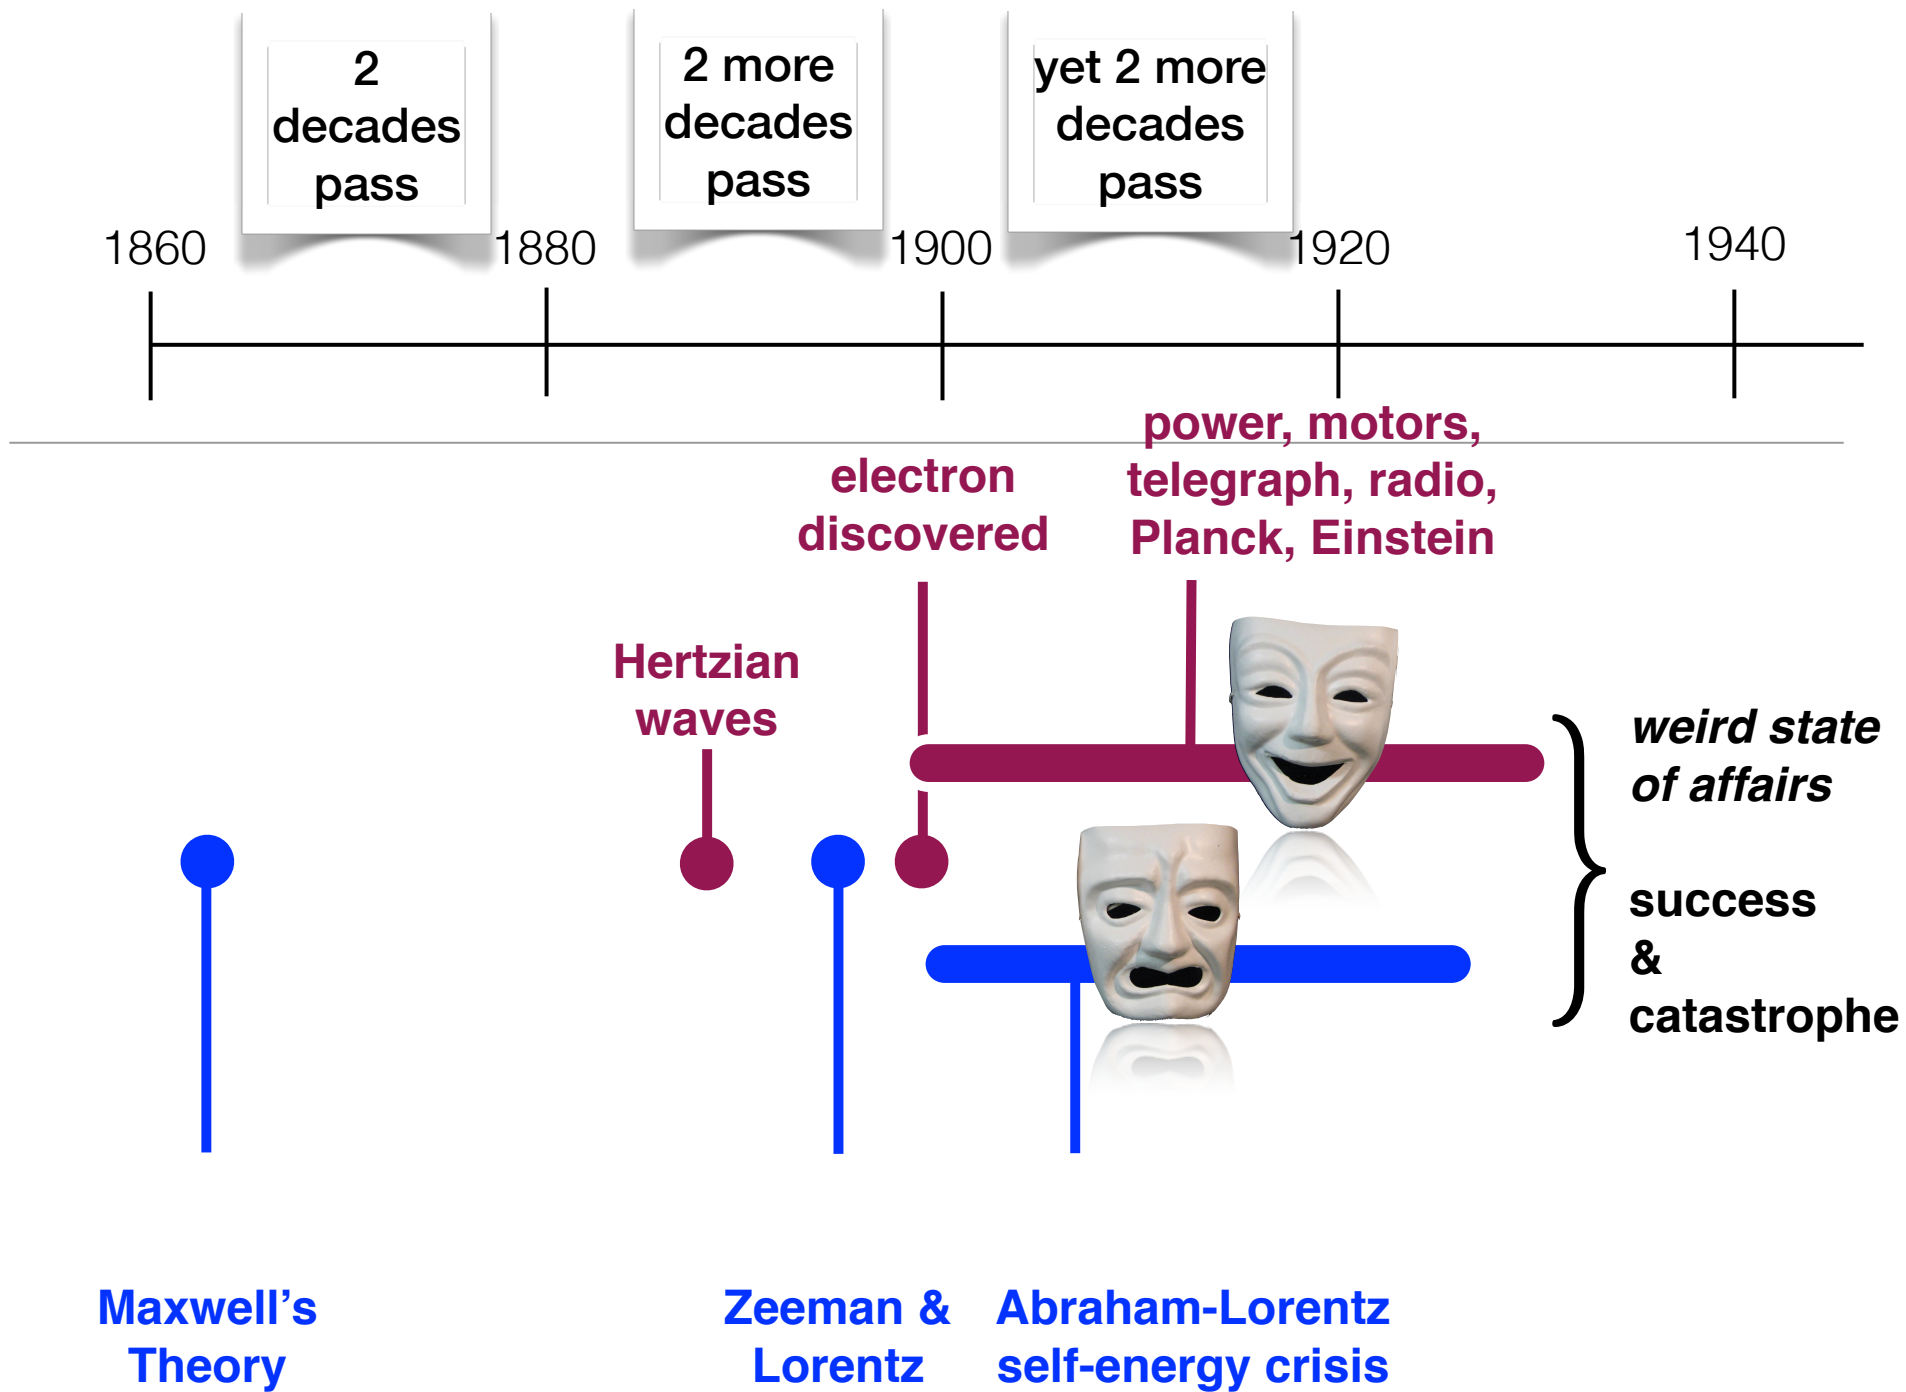 2
decades
pass
2 more
decades
pass
yet 2 more
decades
pass
1860
1880
1900
1920
1940
power, motors,
telegraph, radio,
Planck, Einstein
electron
discovered
Hertzian
waves
weird state
of affairs
success
&
catastrophe
Maxwell’s
Theory
Zeeman &
Lorentz
Abraham-Lorentz
self-energy crisis